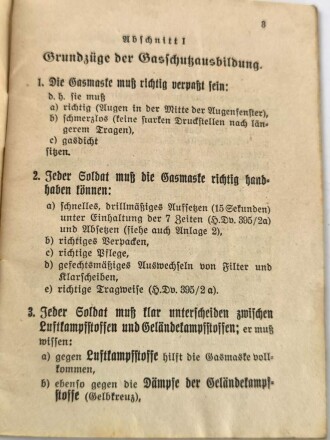 3
Abschnitt I
Grundzüge der Gasschutzausbildung.
1. Die Gasmaske muß richtig verpaßt sein:
d. h. sie muß
a) richtig (Augen in der Mitte der Augenfenster),
b) schmerzlos (keine starken Druckstellen nach län-
gerem Tragen),
c) gasdicht
sitzen.
2. Jeder Soldat muß die Gasmaske richtig hand-
haben können:
a) schnelles, drillmäßiges Aufsetzen (15 Sekunden)
unter Einhaltung der 7 Zeiten (H.Dv. 395/2a)
und Absetzen (siehe auch Anlage 2),
b) richtiges Verpacken,
c) richtige Pflege,
d) gefechtsmäßiges Auswechseln von Filter und
Klarscheiben,
e) richtige Trageweise (H.Dv. 395/2 a).
3. Jeder Soldat muß klar unterscheiden zwischen
Luftkampfstoffen und Geländekampfstoffen; er muß
wissen:
a) gegen Luftkampfstoffe hilft die Gasmaske voll-
kommen,
b) ebenso gegen die Dämpfe der Geländekampf-
stoffe (Gelbkreuz),